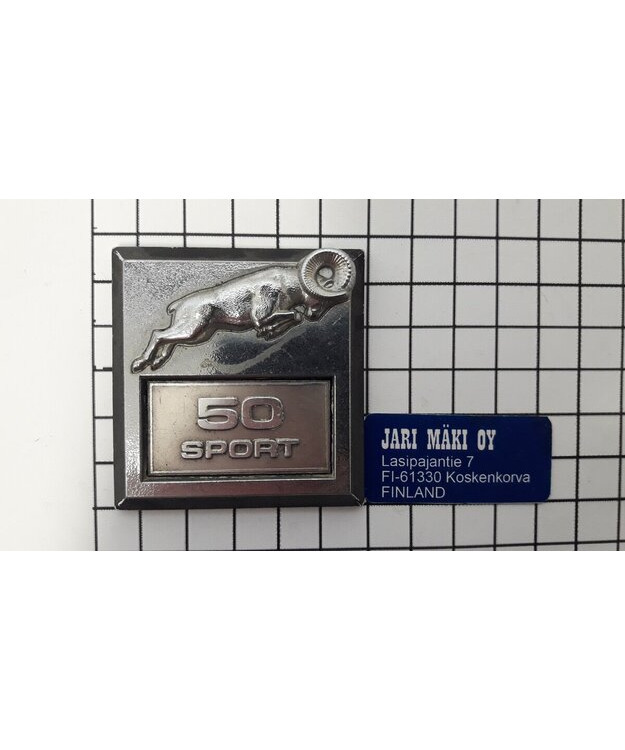 50
SPORT
JARI MÄKI OY
Lasipajantie 7
FI-61330 Koskenkorva
FINLAND